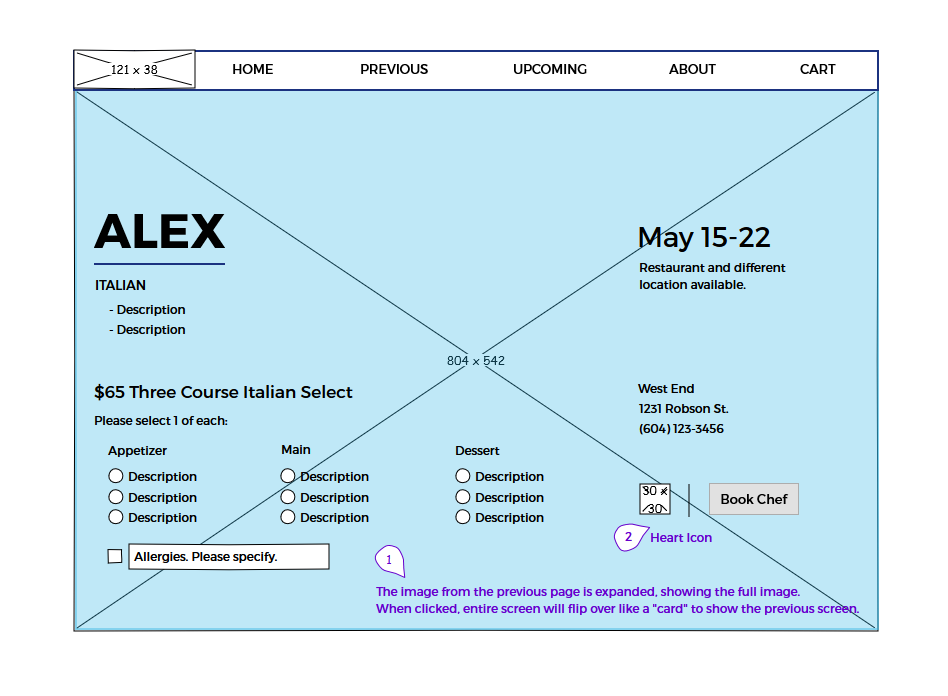 121 x 38
HOME PREVIOUS UPCOMING ABOUT CART
ALEX
ITALIAN
- Description
- Description
May 15-22
Restaurant and different
location available.
804 x 542
$65 Three Course Italian Select
Please select 1 of each:
Appetizer
Description
Description
Description
Main
Description
Description
Description
Dessert
Description
Description
Description
Allergies. Please specify.
West End
1231 Robson St.
(604) 123-3456
30 x
30
Book Chef
2
Heart Icon
1
The image from the previous page is expanded, showing the full image.
When clicked, entire screen will flip over like a "card" to show the previous screen.